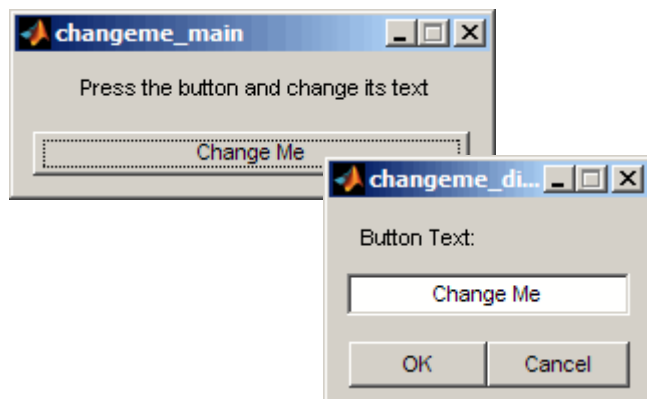 changeme_main
Press the button and change its text
Change Me
changeme_di...
Button Text:
Change Me
OK Cancel